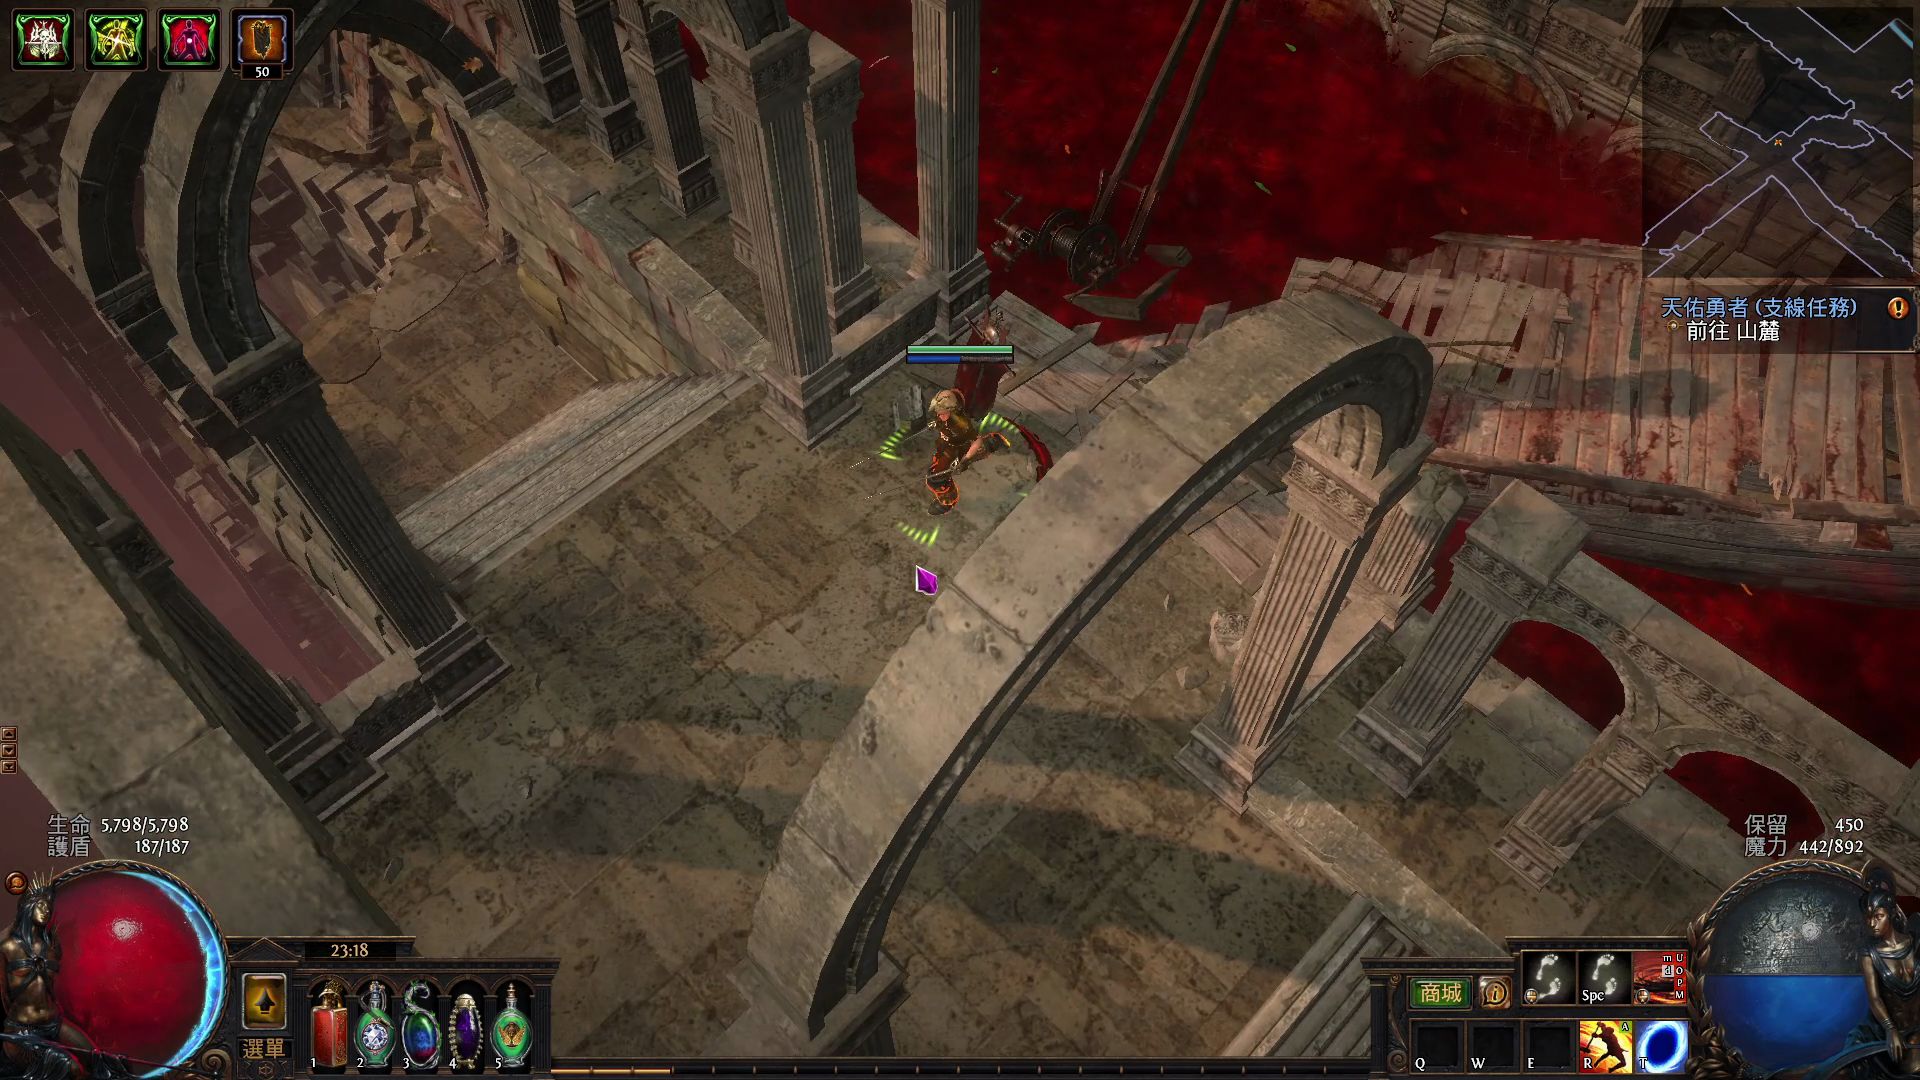 50
天佑勇者 (支線任務)
前往 山麓
生命 5,798/5,798
護盾 187/187
保留 450
魔力 442/892
23:18
選單
1
2
3
4
5
商城
Spc
m U
d O
P
M
Q
W
E
R
A
T